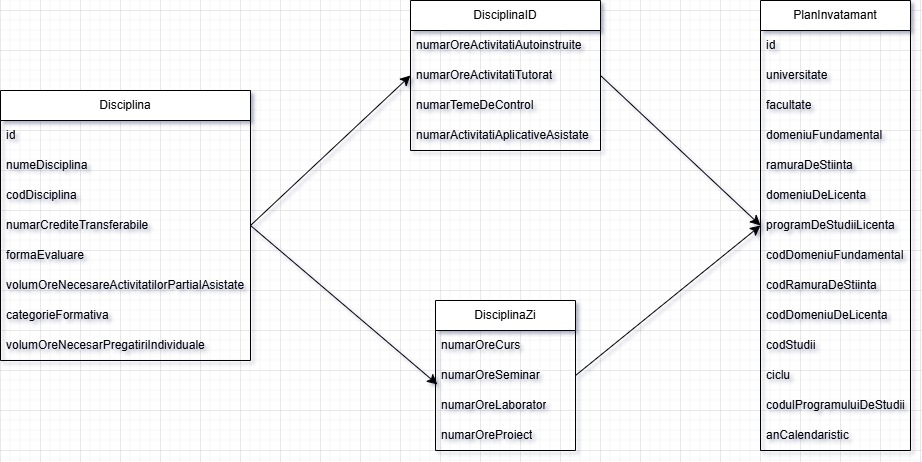 Disciplina
id
numeDisciplina
codDisciplina
numarCrediteTransferabile
formaEvaluare
volumOreNecesareActivitatilorPartialAsistate
categorieFormativa
volumOreNecesarPregatiriIndividuale
DisciplinaID
numarOreActivitatiAutoinstruite
numarOreActivitatiTutorat
numarTemeDeControl
numarActivitatiAplicativeAsistate
DisciplinaZi
numarOreCurs
numarOreSeminar
numarOreLaborator
numarOreProiect
PlanInvatamant
id
universitate
facultate
domeniuFundamental
ramuraDeStiinta
domeniuDeLicenta
programDeStudiiLicenta
codDomeniuFundamental
codRamuraDeStiinta
codDomeniuDeLicenta
codStudii
ciclu
codulProgramuluiDeStudii
anCalendaristic